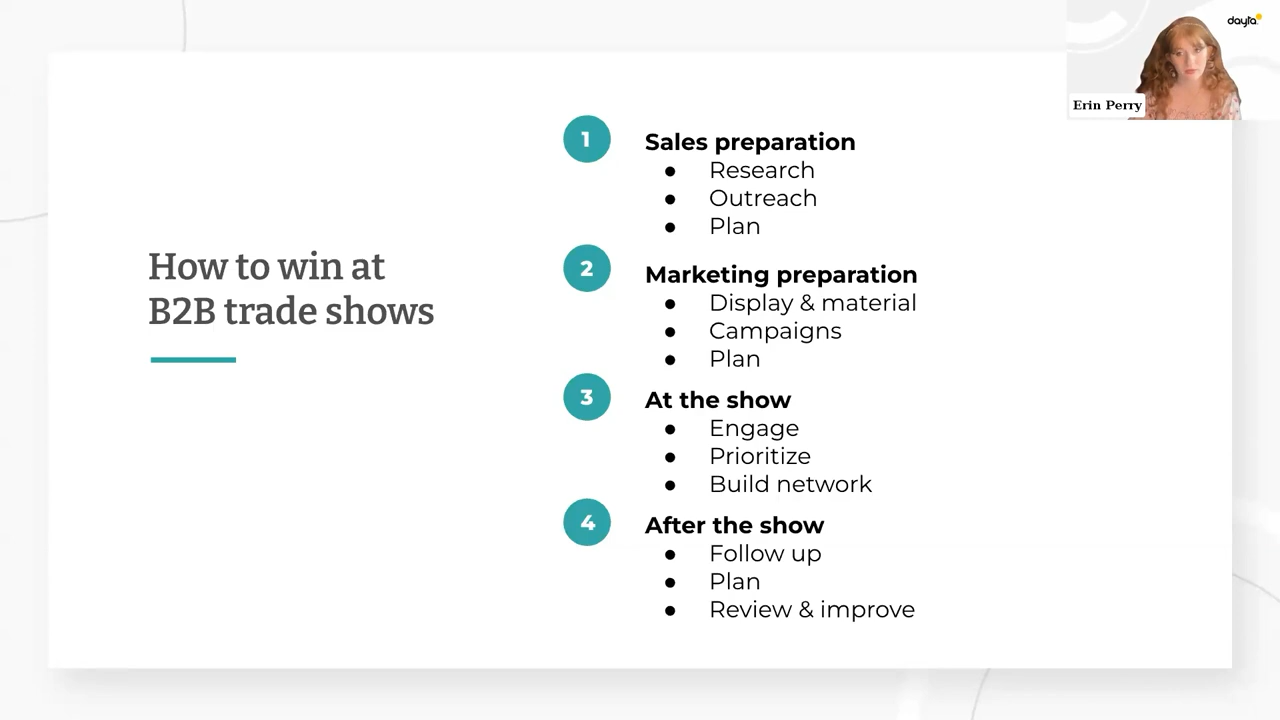 dayta
Erin Perry
How to win at
B2B trade shows
1
Sales preparation
● Research
● Outreach
● Plan
2
Marketing preparation
● Display & material
● Campaigns
● Plan
3
At the show
● Engage
● Prioritize
● Build network
4
After the show
● Follow up
● Plan
● Review & improve